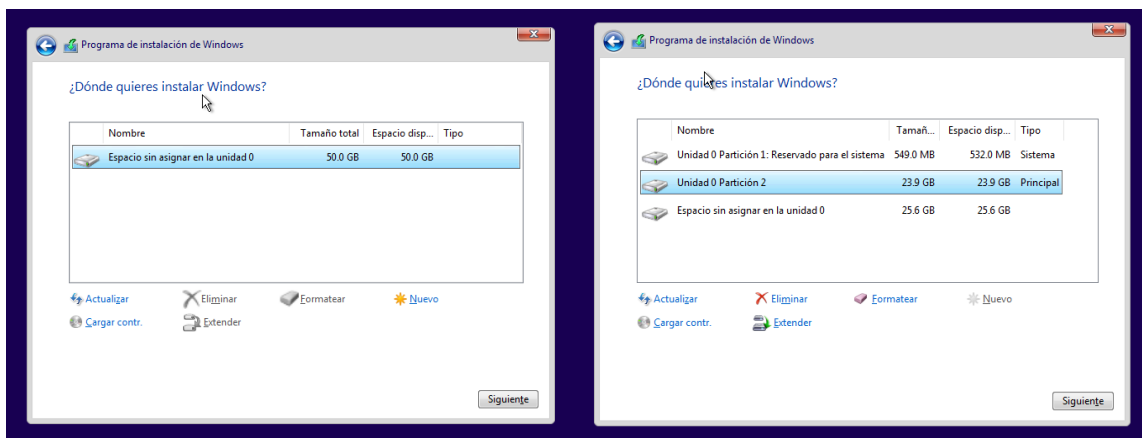 Programa de instalación de Windows
¿Dónde quieres instalar Windows?
Nombre Tamaño total Espacio disp... Tipo
Espacio sin asignar en la unidad 0 50.0 GB 50.0 GB
Actualizar Eliminar Formatear Nuevo
Cargar contr. Extender
Siguiente
Programa de instalación de Windows
¿Dónde quieres instalar Windows?
Nombre Tamañ... Espacio disp... Tipo
Unidad 0 Partición 1: Reservado para el sistema 549.0 MB 532.0 MB Sistema
Unidad 0 Partición 2 23.9 GB 23.9 GB Principal
Espacio sin asignar en la unidad 0 25.6 GB 25.6 GB
Actualizar Eliminar Formatear Nuevo
Cargar contr. Extender
Siguiente